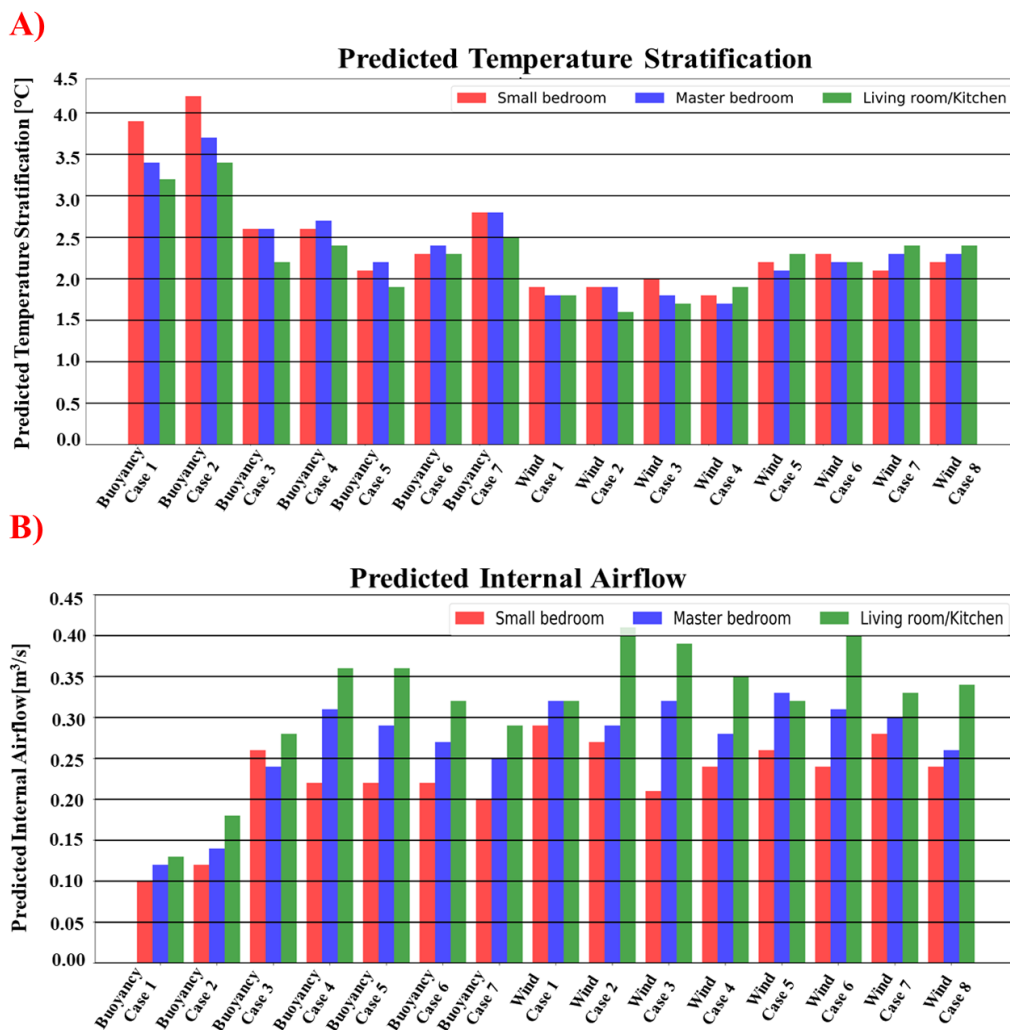 A)
Predicted Temperature Stratification
Predicted Temperature Stratification [°C]
4.5
4.0
3.5
3.0
2.5
2.0
1.5
1.0
0.5
0.0
Small bedroom
Master bedroom
Living room/Kitchen
Buoyancy
Case 1
Buoyancy
Case 2
Buoyancy
Case 3
Buoyancy
Case 4
Buoyancy
Case 5
Buoyancy
Case 6
Buoyancy
Case 7
Wind
Case 1
Wind
Case 2
Wind
Case 3
Wind
Case 4
Wind
Case 5
Wind
Case 6
Wind
Case 7
Wind
Case 8
B)
Predicted Internal Airflow
Predicted Internal Airflow[m³/s]
0.45
0.40
0.35
0.30
0.25
0.20
0.15
0.10
0.05
0.00
Small bedroom
Master bedroom
Living room/Kitchen
Buoyancy
Case 1
Buoyancy
Case 2
Buoyancy
Case 3
Buoyancy
Case 4
Buoyancy
Case 5
Buoyancy
Case 6
Buoyancy
Case 7
Wind
Case 1
Wind
Case 2
Wind
Case 3
Wind
Case 4
Wind
Case 5
Wind
Case 6
Wind
Case 7
Wind
Case 8